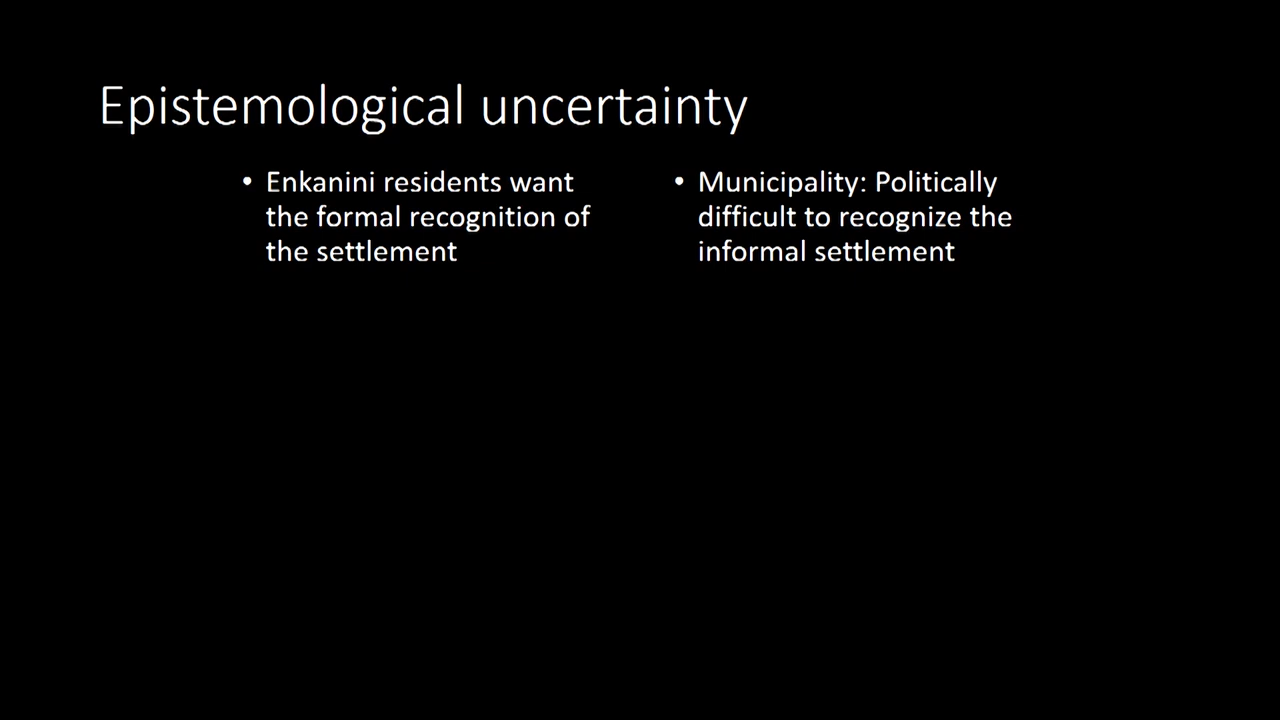 Epistemological uncertainty
• Enkanini residents want
the formal recognition of
the settlement
• Municipality: Politically
difficult to recognize the
informal settlement